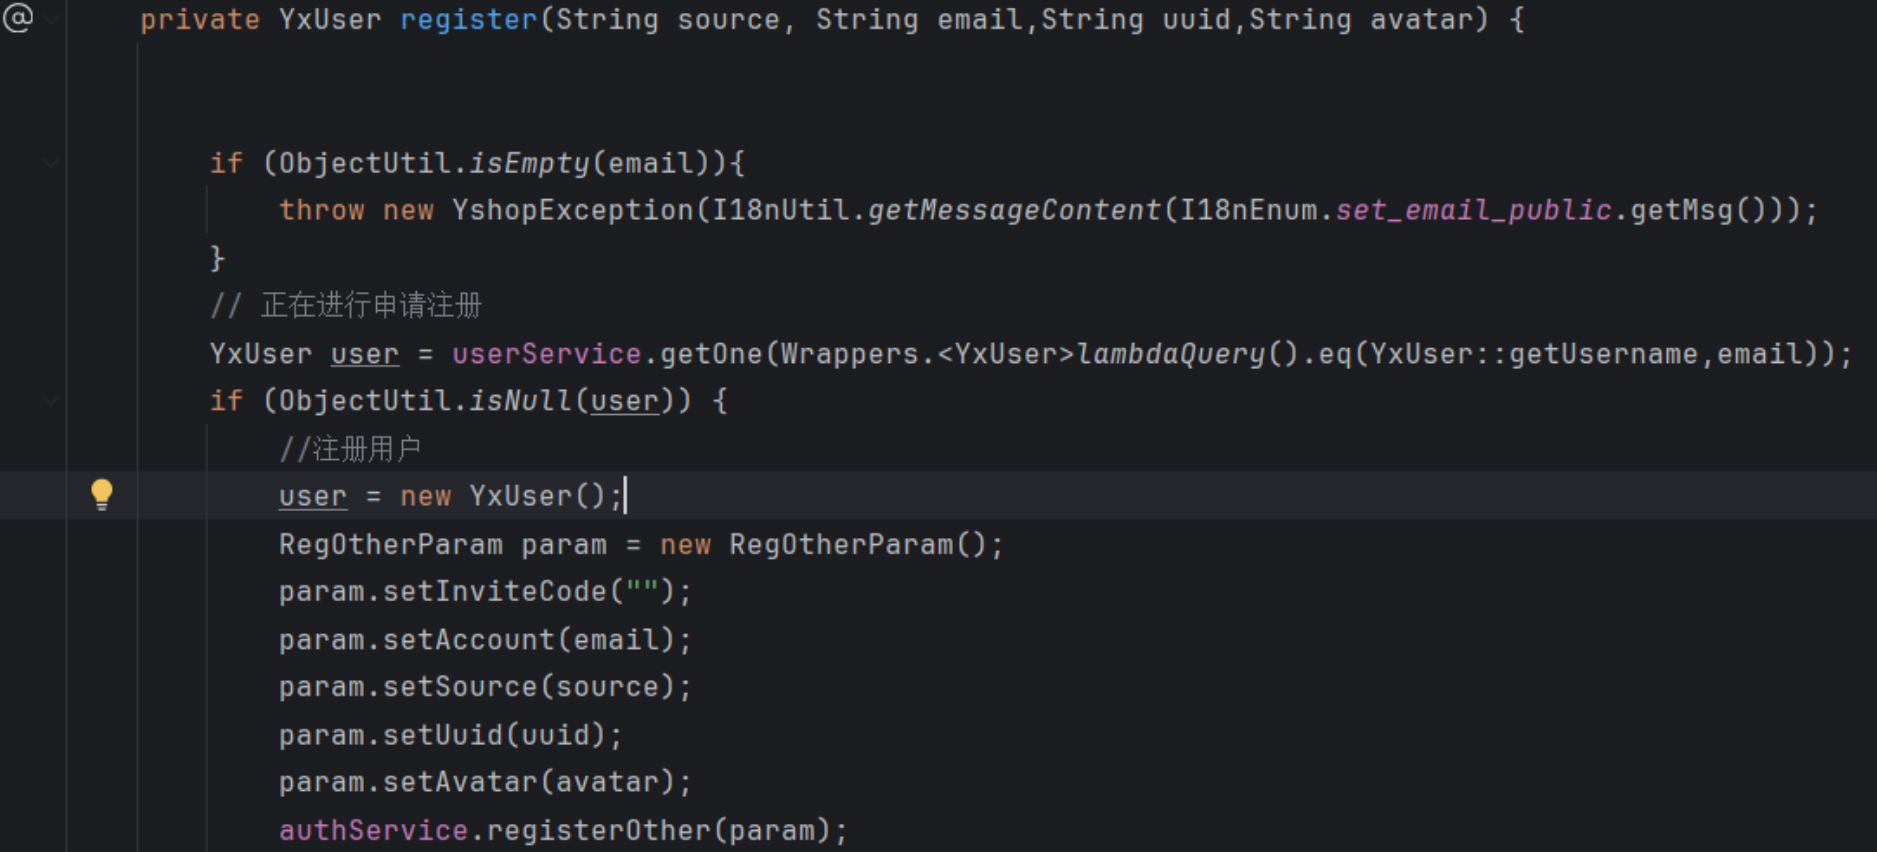 @ private YxUser register(String source, String email,String uuid,String avatar) {
if (ObjectUtil.isEmpty(email)){
throw new YshopException(I18nUtil.getMessageContent(I18nEnum.set_email_public.getMsg()));
}
// 正在进行申请注册
YxUser user = userService.getOne(Wrappers.<YxUser>lambdaQuery().eq(YxUser::getUsername,email));
if (ObjectUtil.isNull(user)) {
//注册用户
user = new YxUser();
RegOtherParam param = new RegOtherParam();
param.setInviteCode("");
param.setAccount(email);
param.setSource(source);
param.setUuid(uuid);
param.setAvatar(avatar);
authService.registerOther(param);